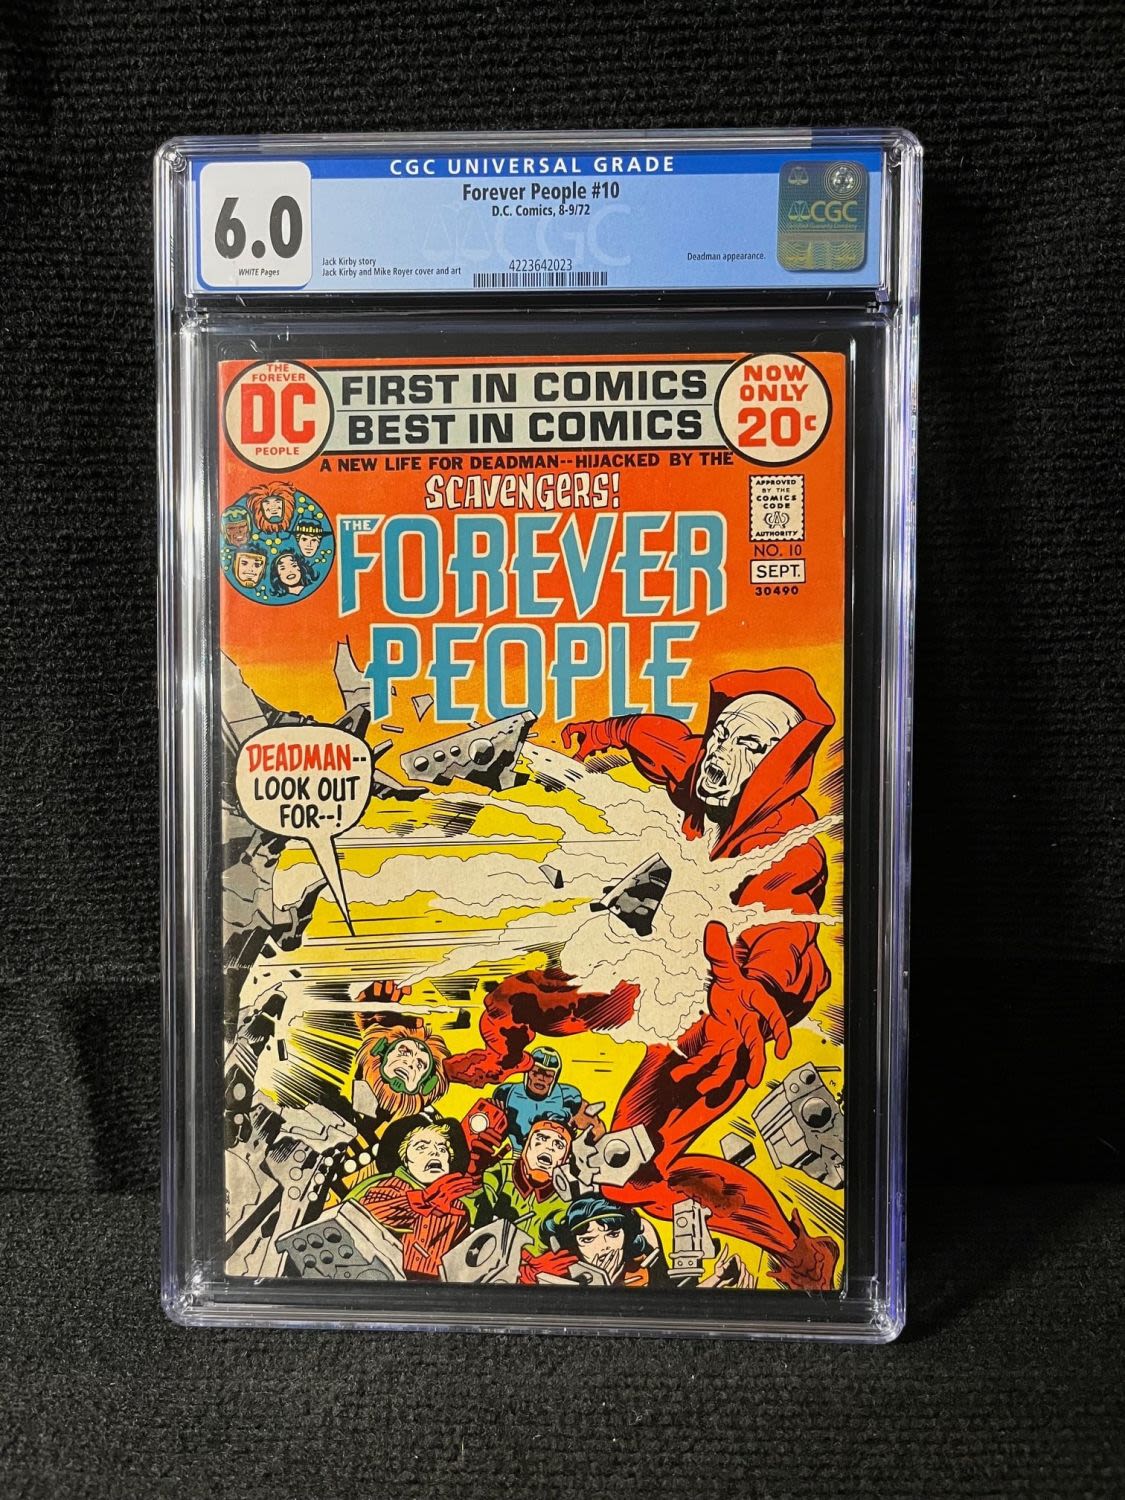 CGC UNIVERSAL GRADE
6.0
WHITE Pages
Forever People #10
D.C. Comics, 8-9/72
Jack Kirby story
Jack Kirby and Mike Royer cover and art
4223642023
Deadman appearance.
CGC
CGC
THE
FOREVER
DC
PEOPLE
FIRST IN COMICS
BEST IN COMICS
NOW
ONLY
20¢
A NEW LIFE FOR DEADMAN--HIJACKED BY THE
SCAVENGERS!
APPROVED
BY THE
COMICS
CODE
AUTHORITY
THE
FOREVER
PEOPLE
NO. 10
SEPT.
30490
DEADMAN--
LOOK OUT
FOR--!